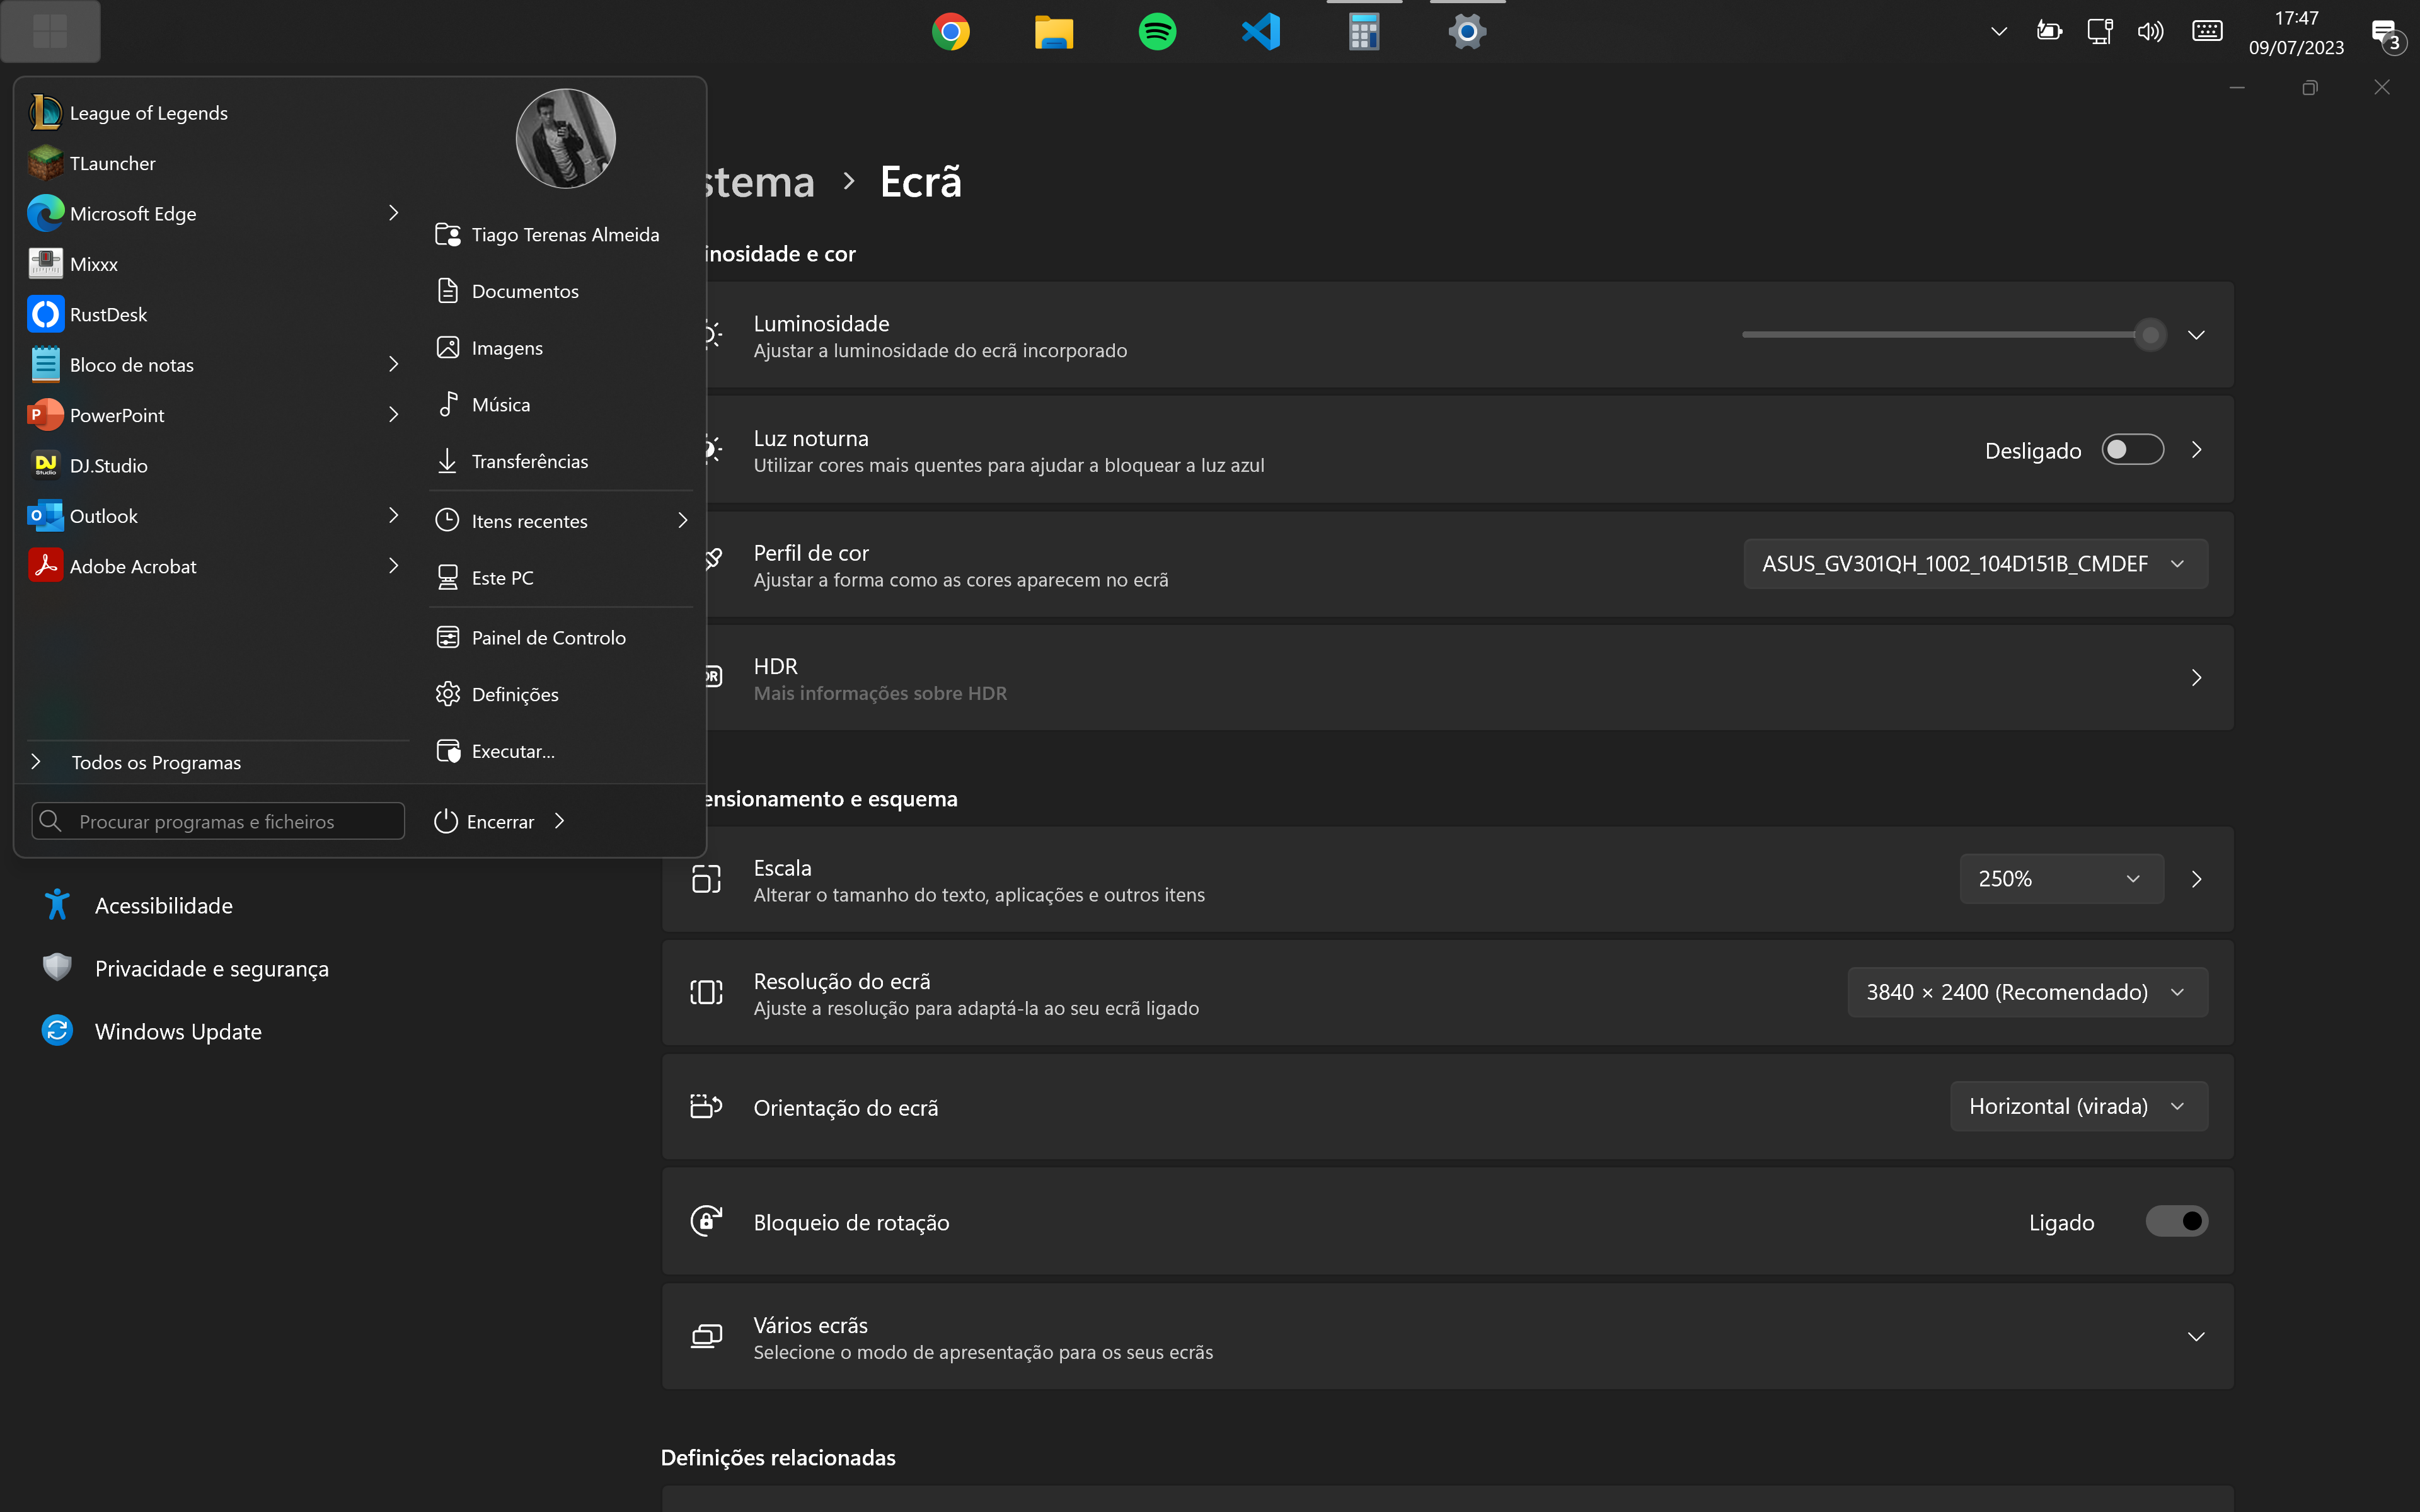 17:47
09/07/2023
3
League of Legends
TLauncher
Microsoft Edge
Mixxx
RustDesk
Bloco de notas
PowerPoint
DJ.Studio
Outlook
Adobe Acrobat
Todos os Programas
Procurar programas e ficheiros
Tiago Terenas Almeida
Documentos
Imagens
Música
Transferências
Itens recentes
Este PC
Painel de Controlo
Definições
Executar...
Encerrar
Acessibilidade
Privacidade e segurança
Windows Update
stema > Ecrã
inosidade e cor
Luminosidade
Ajustar a luminosidade do ecrã incorporado
Luz noturna
Utilizar cores mais quentes para ajudar a bloquear a luz azul
Desligado
Perfil de cor
Ajustar a forma como as cores aparecem no ecrã
ASUS_GV301QH_1002_104D151B_CMDEF
HDR
Mais informações sobre HDR
ensionamento e esquema
Escala
Alterar o tamanho do texto, aplicações e outros itens
250%
Resolução do ecrã
Ajuste a resolução para adaptá-la ao seu ecrã ligado
3840 × 2400 (Recomendado)
Orientação do ecrã
Horizontal (virada)
Bloqueio de rotação
Ligado
Vários ecrãs
Selecione o modo de apresentação para os seus ecrãs
Definições relacionadas